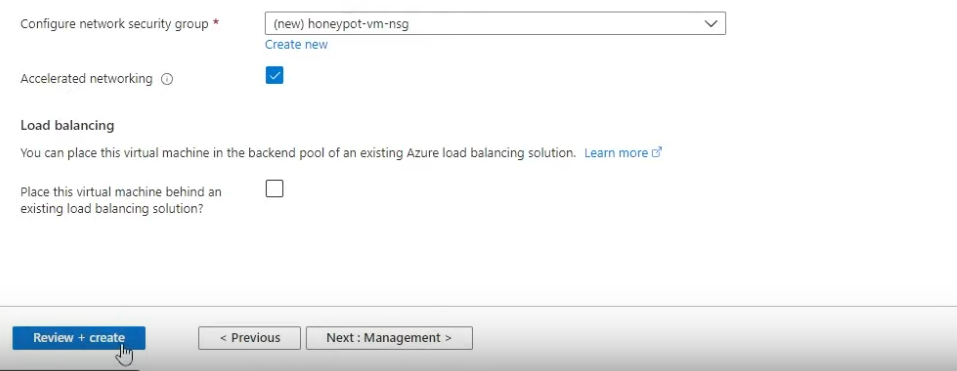 Configure network security group *
(new) honeypot-vm-nsg
Create new
Accelerated networking
Load balancing
You can place this virtual machine in the backend pool of an existing Azure load balancing solution. Learn more
Place this virtual machine behind an
existing load balancing solution?
Review + create
< Previous
Next : Management >